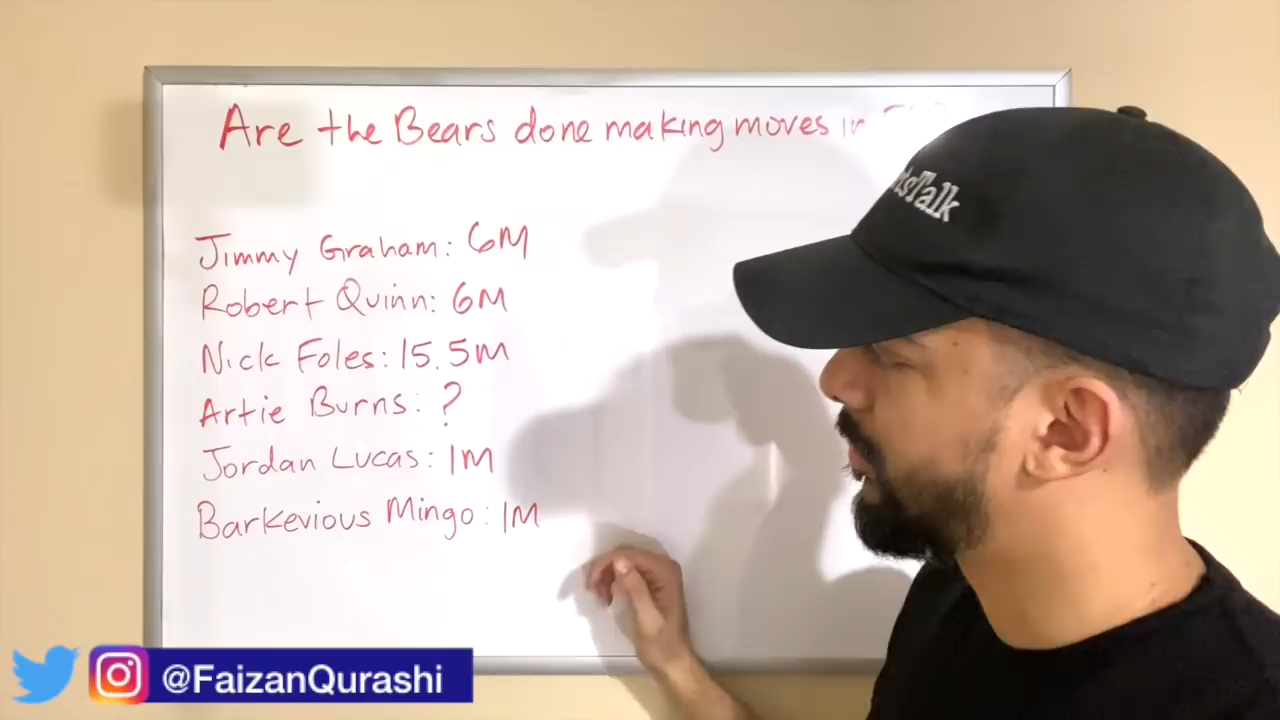 Are the Bears done making moves in
Jimmy Graham: 6M
Robert Quinn: 6M
Nick Foles: 15.5M
Artie Burns: ?
Jordan Lucas: 1M
Barkevious Mingo: 1M
rtsTalk
@FaizanQurashi